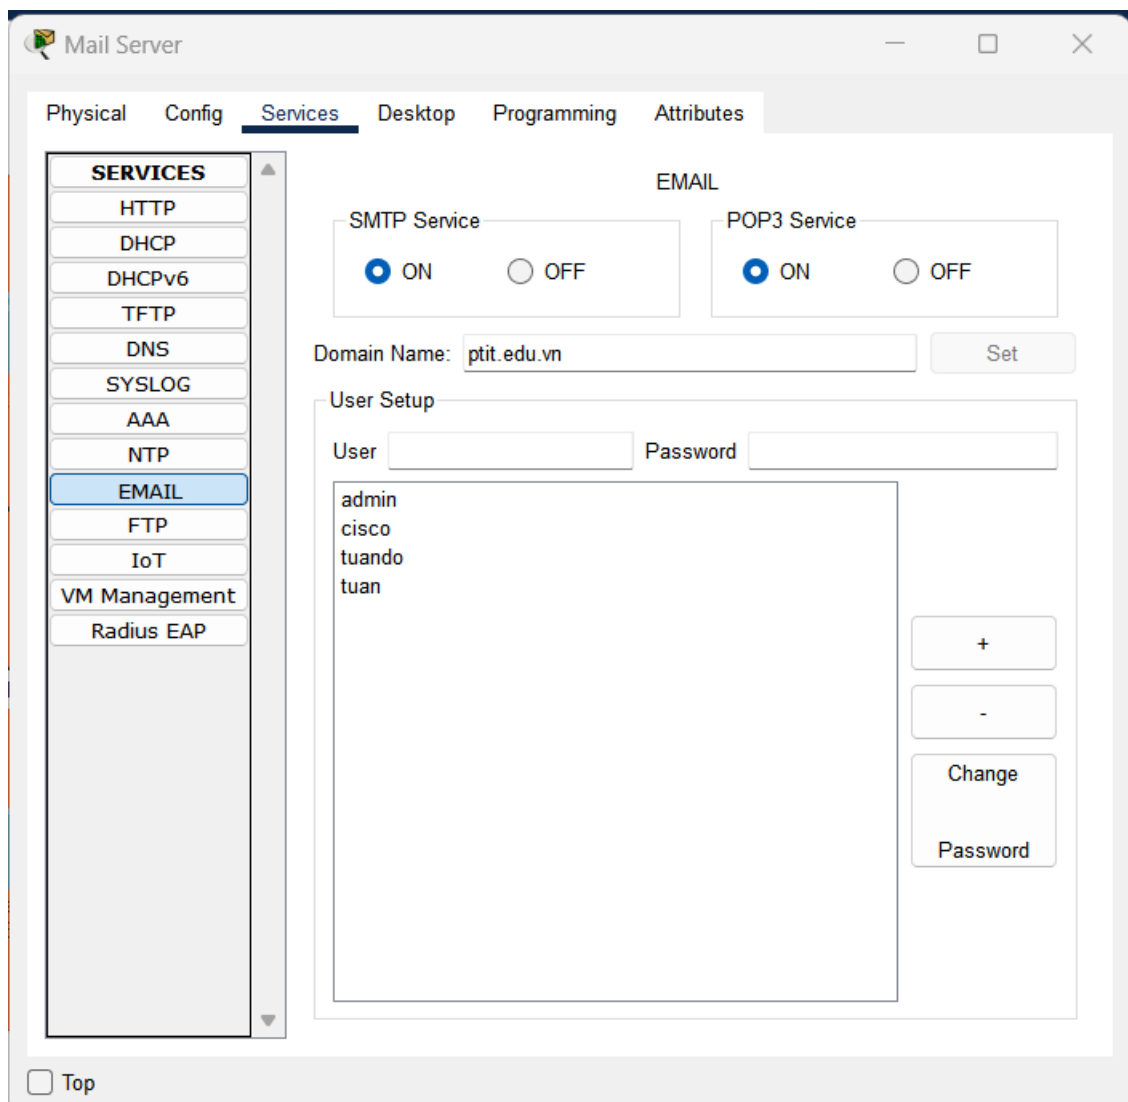 Mail Server
Physical Config Services Desktop Programming Attributes
SERVICES
HTTP
DHCP
DHCPv6
TFTP
DNS
SYSLOG
AAA
NTP
EMAIL
FTP
IoT
VM Management
Radius EAP
EMAIL
SMTP Service
ON OFF
POP3 Service
ON OFF
Domain Name: ptit.edu.vn Set
User Setup
User Password
admin
cisco
tuando
tuan
+
-
Change
Password
Top